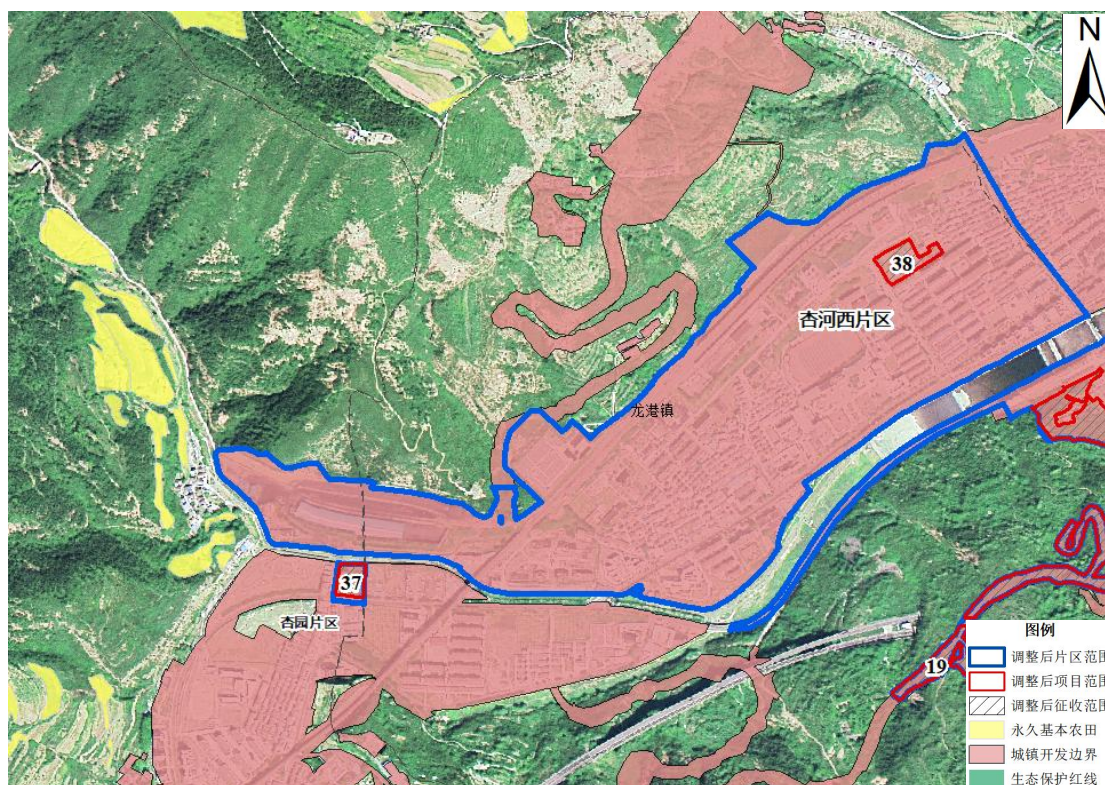 N
38
杏河西片区
龙港镇
37
杏园片区
19
图例
调整后片区范围
调整后项目范围
调整后征收范围
永久基本农田
城镇开发边界
生态保护红线